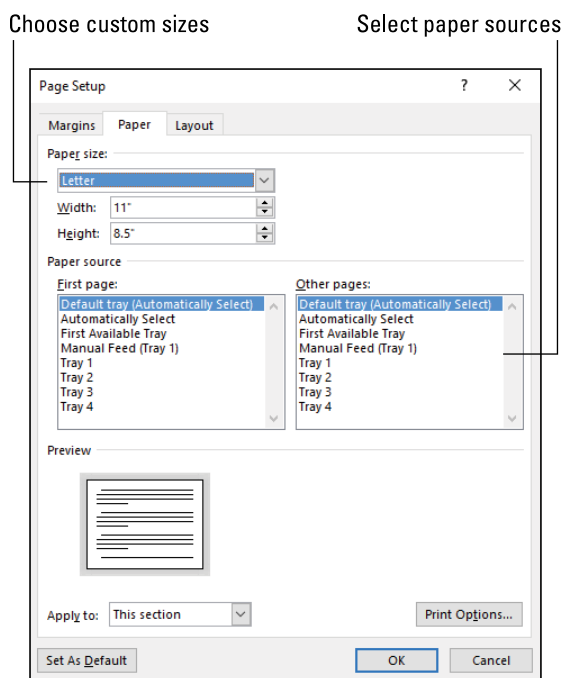 Choose custom sizes
Select paper sources
Page Setup
?
Margins
Paper
Layout
Paper size:
Letter
Width: 11"
Height: 8.5"
Paper source
First page:
Default tray (Automatically Select)
Automatically Select
First Available Tray
Manual Feed (Tray 1)
Tray 1
Tray 2
Tray 3
Tray 4
Other pages:
Default tray (Automatically Select)
Automatically Select
First Available Tray
Manual Feed (Tray 1)
Tray 1
Tray 2
Tray 3
Tray 4
Preview
Apply to: This section
Print Options...
Set As Default
OK
Cancel